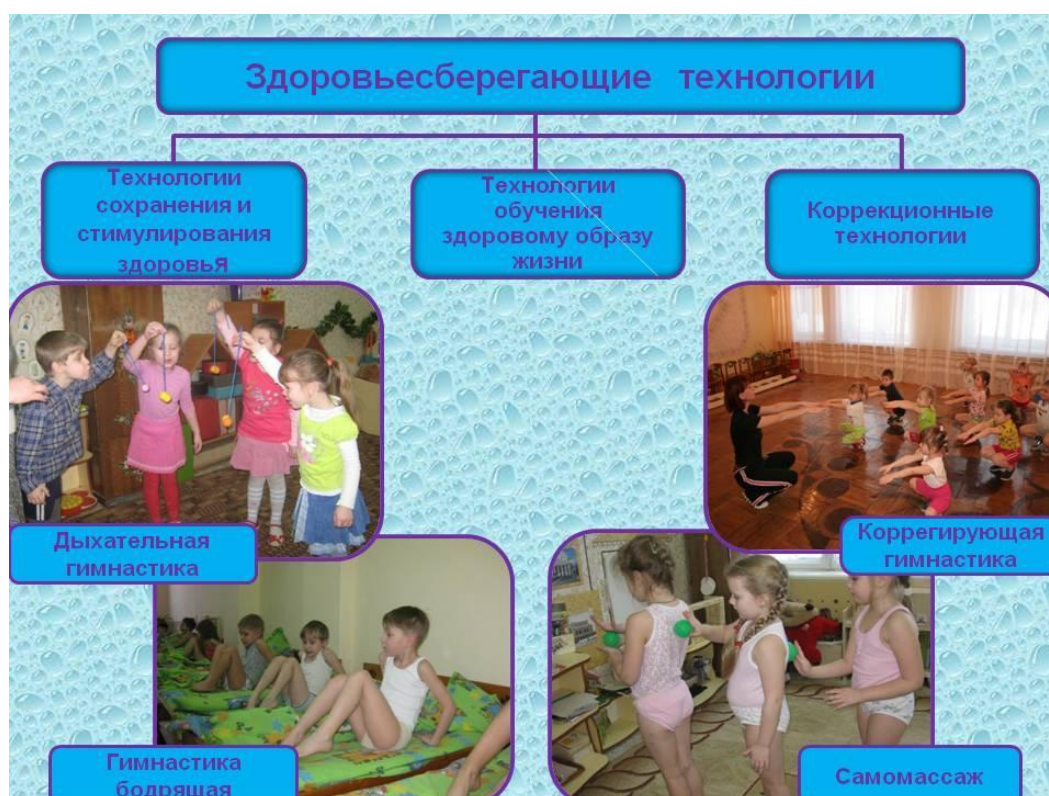 Здоровьесберегающие технологии
Технологии
сохранения и
стимулирования
здоровья
Технологии
обучения
здоровому образу
жизни
Коррекционные
технологии
Дыхательная
гимнастика
Коррегирующая
гимнастика
Гимнастика
бодрящая
Самомассаж